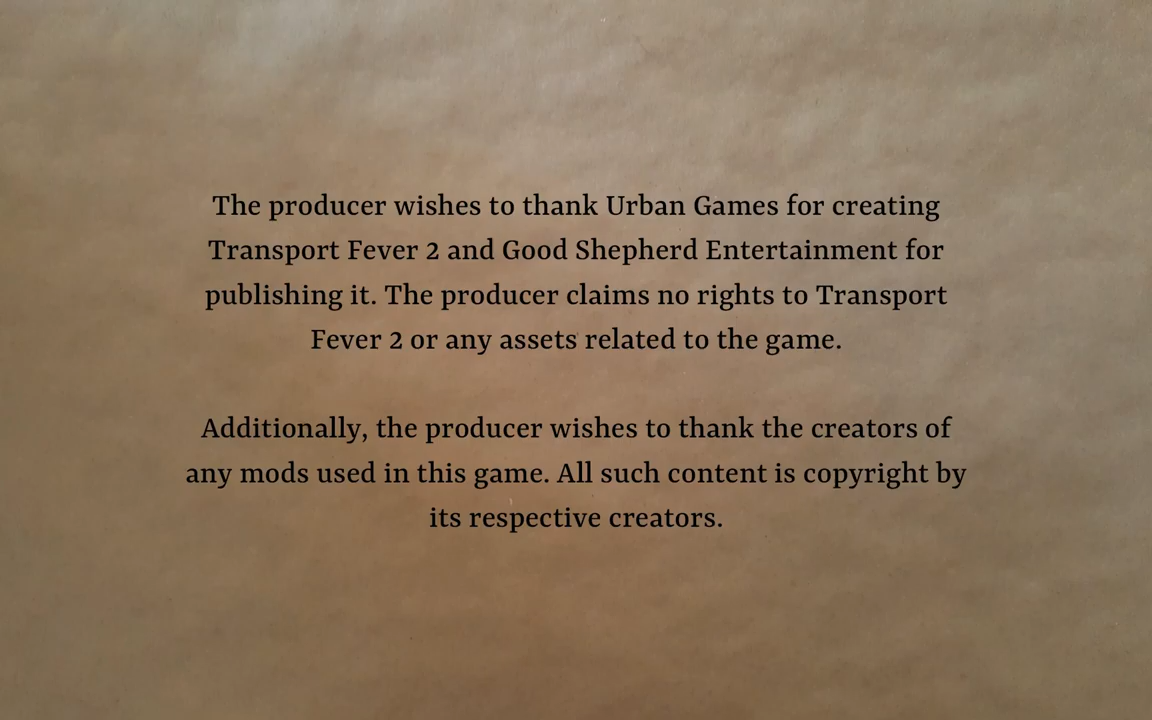 The producer wishes to thank Urban Games for creating
Transport Fever 2 and Good Shepherd Entertainment for
publishing it. The producer claims no rights to Transport
Fever 2 or any assets related to the game.
Additionally, the producer wishes to thank the creators of
any mods used in this game. All such content is copyright by
its respective creators.